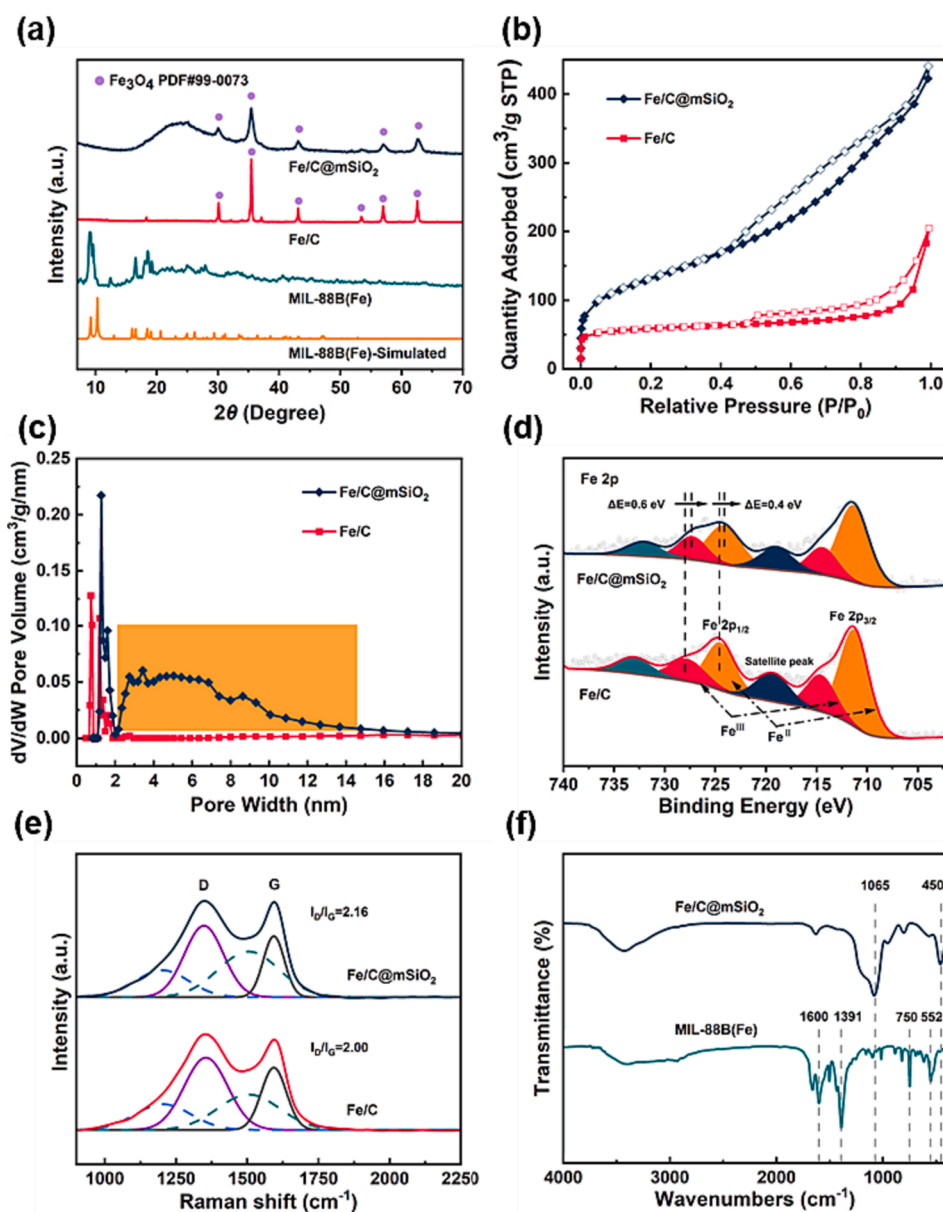 (a)
Fe3O4 PDF#99-0073
Fe/C@mSiO2
Fe/C
MIL-88B(Fe)
MIL-88B(Fe)-Simulated
Intensity (a.u.)
10 20 30 40 50 60 70
2θ (Degree)
(b)
Fe/C@mSiO2
Fe/C
Quantity Adsorbed (cm3/g STP)
400
300
200
100
0
0.0 0.2 0.4 0.6 0.8 1.0
Relative Pressure (P/P0)
(c)
Fe/C@mSiO2
Fe/C
dV/dW Pore Volume (cm3/g/nm)
0.25
0.20
0.15
0.10
0.05
0.00
0 2 4 6 8 10 12 14 16 18 20
Pore Width (nm)
(d)
Fe 2p
ΔE=0.6 eV ΔE=0.4 eV
Fe/C@mSiO2
Fe 2p1/2
Fe 2p3/2
Satellite peak
Fe/C
FeIII
FeII
Intensity (a.u.)
740 735 730 725 720 715 710 705
Binding Energy (eV)
(e)
D G
ID/IG=2.16
Fe/C@mSiO2
ID/IG=2.00
Fe/C
Intensity (a.u.)
1000 1250 1500 1750 2000 2250
Raman shift (cm-1)
(f)
1065 450
Fe/C@mSiO2
1600 1391 750 552
MIL-88B(Fe)
Transmittance (%)
4000 3000 2000 1000
Wavenumbers (cm-1)